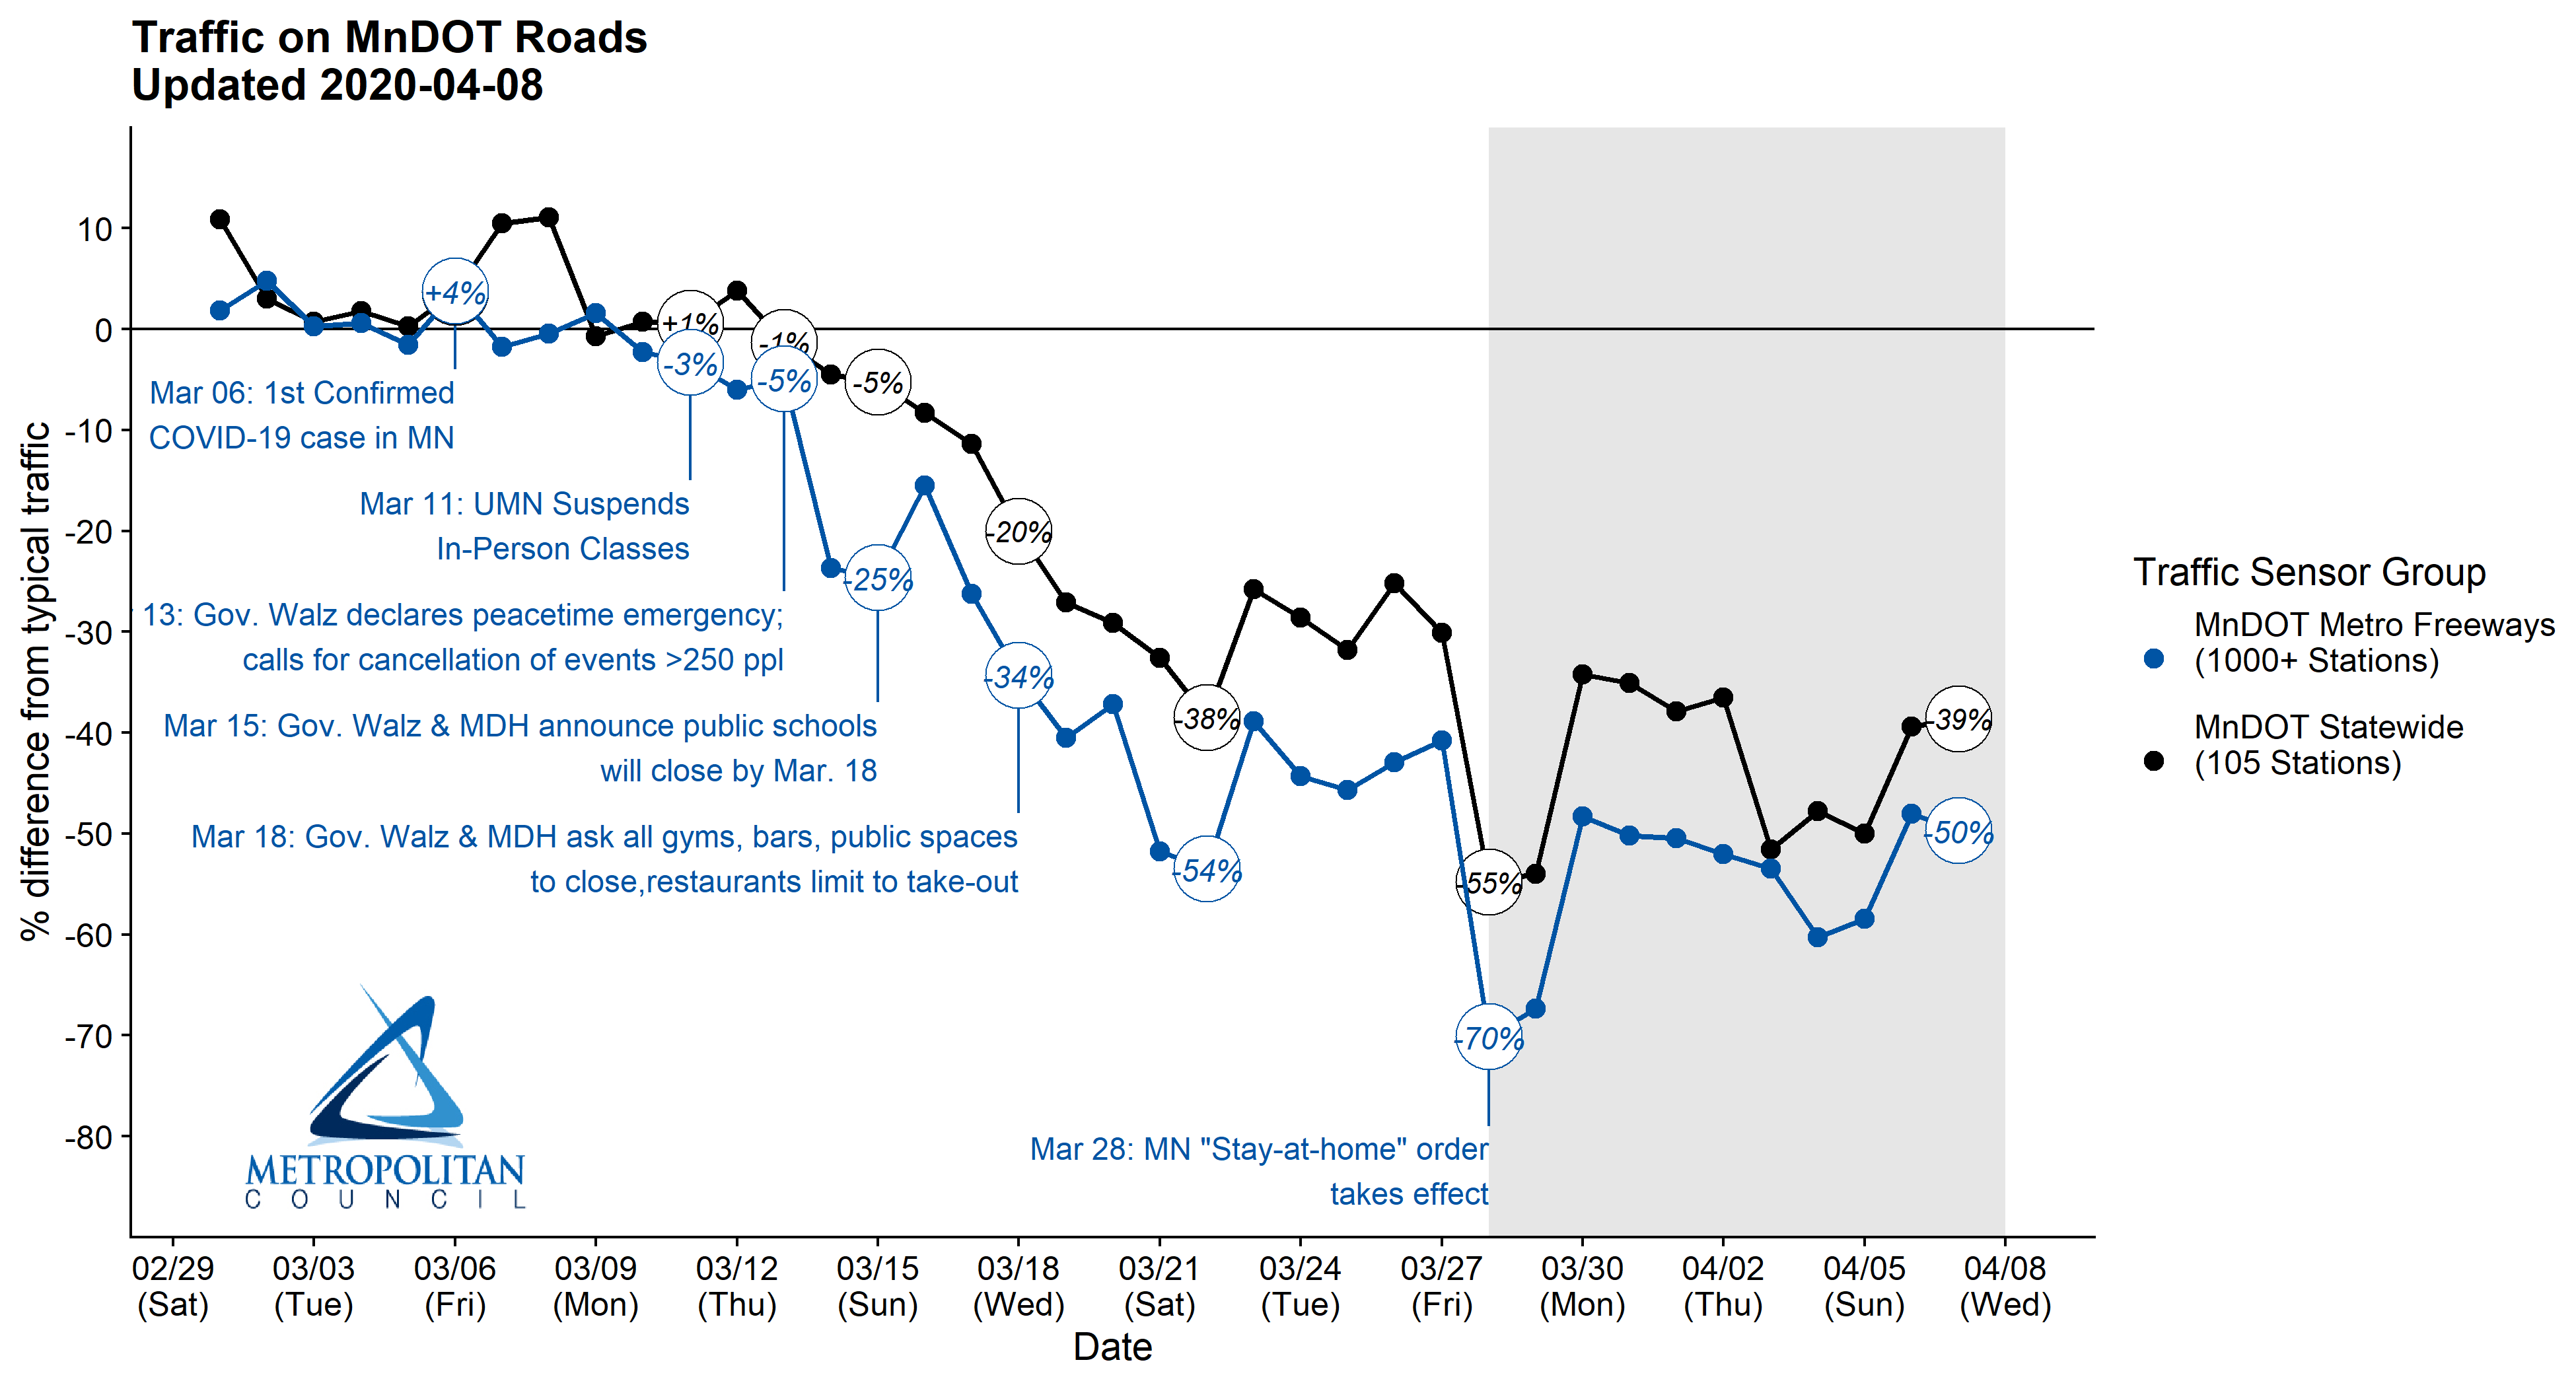 Traffic on MnDOT Roads
Updated 2020-04-08
% difference from typical traffic
10
0
-10
-20
-30
-40
-50
-60
-70
-80
+4%
+1%
-3%
-1%
-5%
-5%
-25%
-20%
-34%
-38%
-54%
-55%
-70%
-39%
-50%
Mar 06: 1st Confirmed
COVID-19 case in MN
Mar 11: UMN Suspends
In-Person Classes
13: Gov. Walz declares peacetime emergency;
calls for cancellation of events >250 ppl
Mar 15: Gov. Walz & MDH announce public schools
will close by Mar. 18
Mar 18: Gov. Walz & MDH ask all gyms, bars, public spaces
to close,restaurants limit to take-out
Mar 28: MN "Stay-at-home" order
takes effect
METROPOLITAN
COUNCIL
02/29 03/03 03/06 03/09 03/12 03/15 03/18 03/21 03/24 03/27 03/30 04/02 04/05 04/08
(Sat) (Tue) (Fri) (Mon) (Thu) (Sun) (Wed) (Sat) (Tue) (Fri) (Mon) (Thu) (Sun) (Wed)
Date
Traffic Sensor Group
MnDOT Metro Freeways
(1000+ Stations)
MnDOT Statewide
(105 Stations)